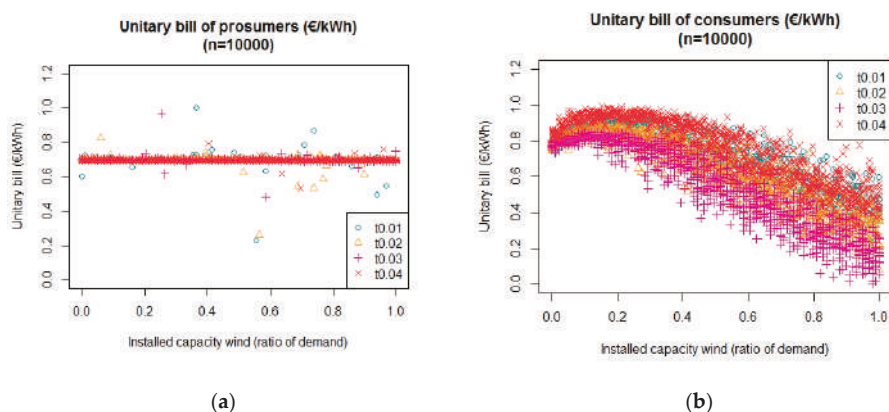 Unitary bill of prosumers (€/kWh)
(n=10000)
Unitary bill (€/kWh)
0.0 0.2 0.4 0.6 0.8 1.0 1.2
t0.01
t0.02
t0.03
t0.04
0.0 0.2 0.4 0.6 0.8 1.0
Installed capacity wind (ratio of demand)
(a)
Unitary bill of consumers (€/kWh)
(n=10000)
Unitary bill (€/kWh)
0.0 0.2 0.4 0.6 0.8 1.0 1.2
t0.01
t0.02
t0.03
t0.04
0.0 0.2 0.4 0.6 0.8 1.0
Installed capacity wind (ratio of demand)
(b)